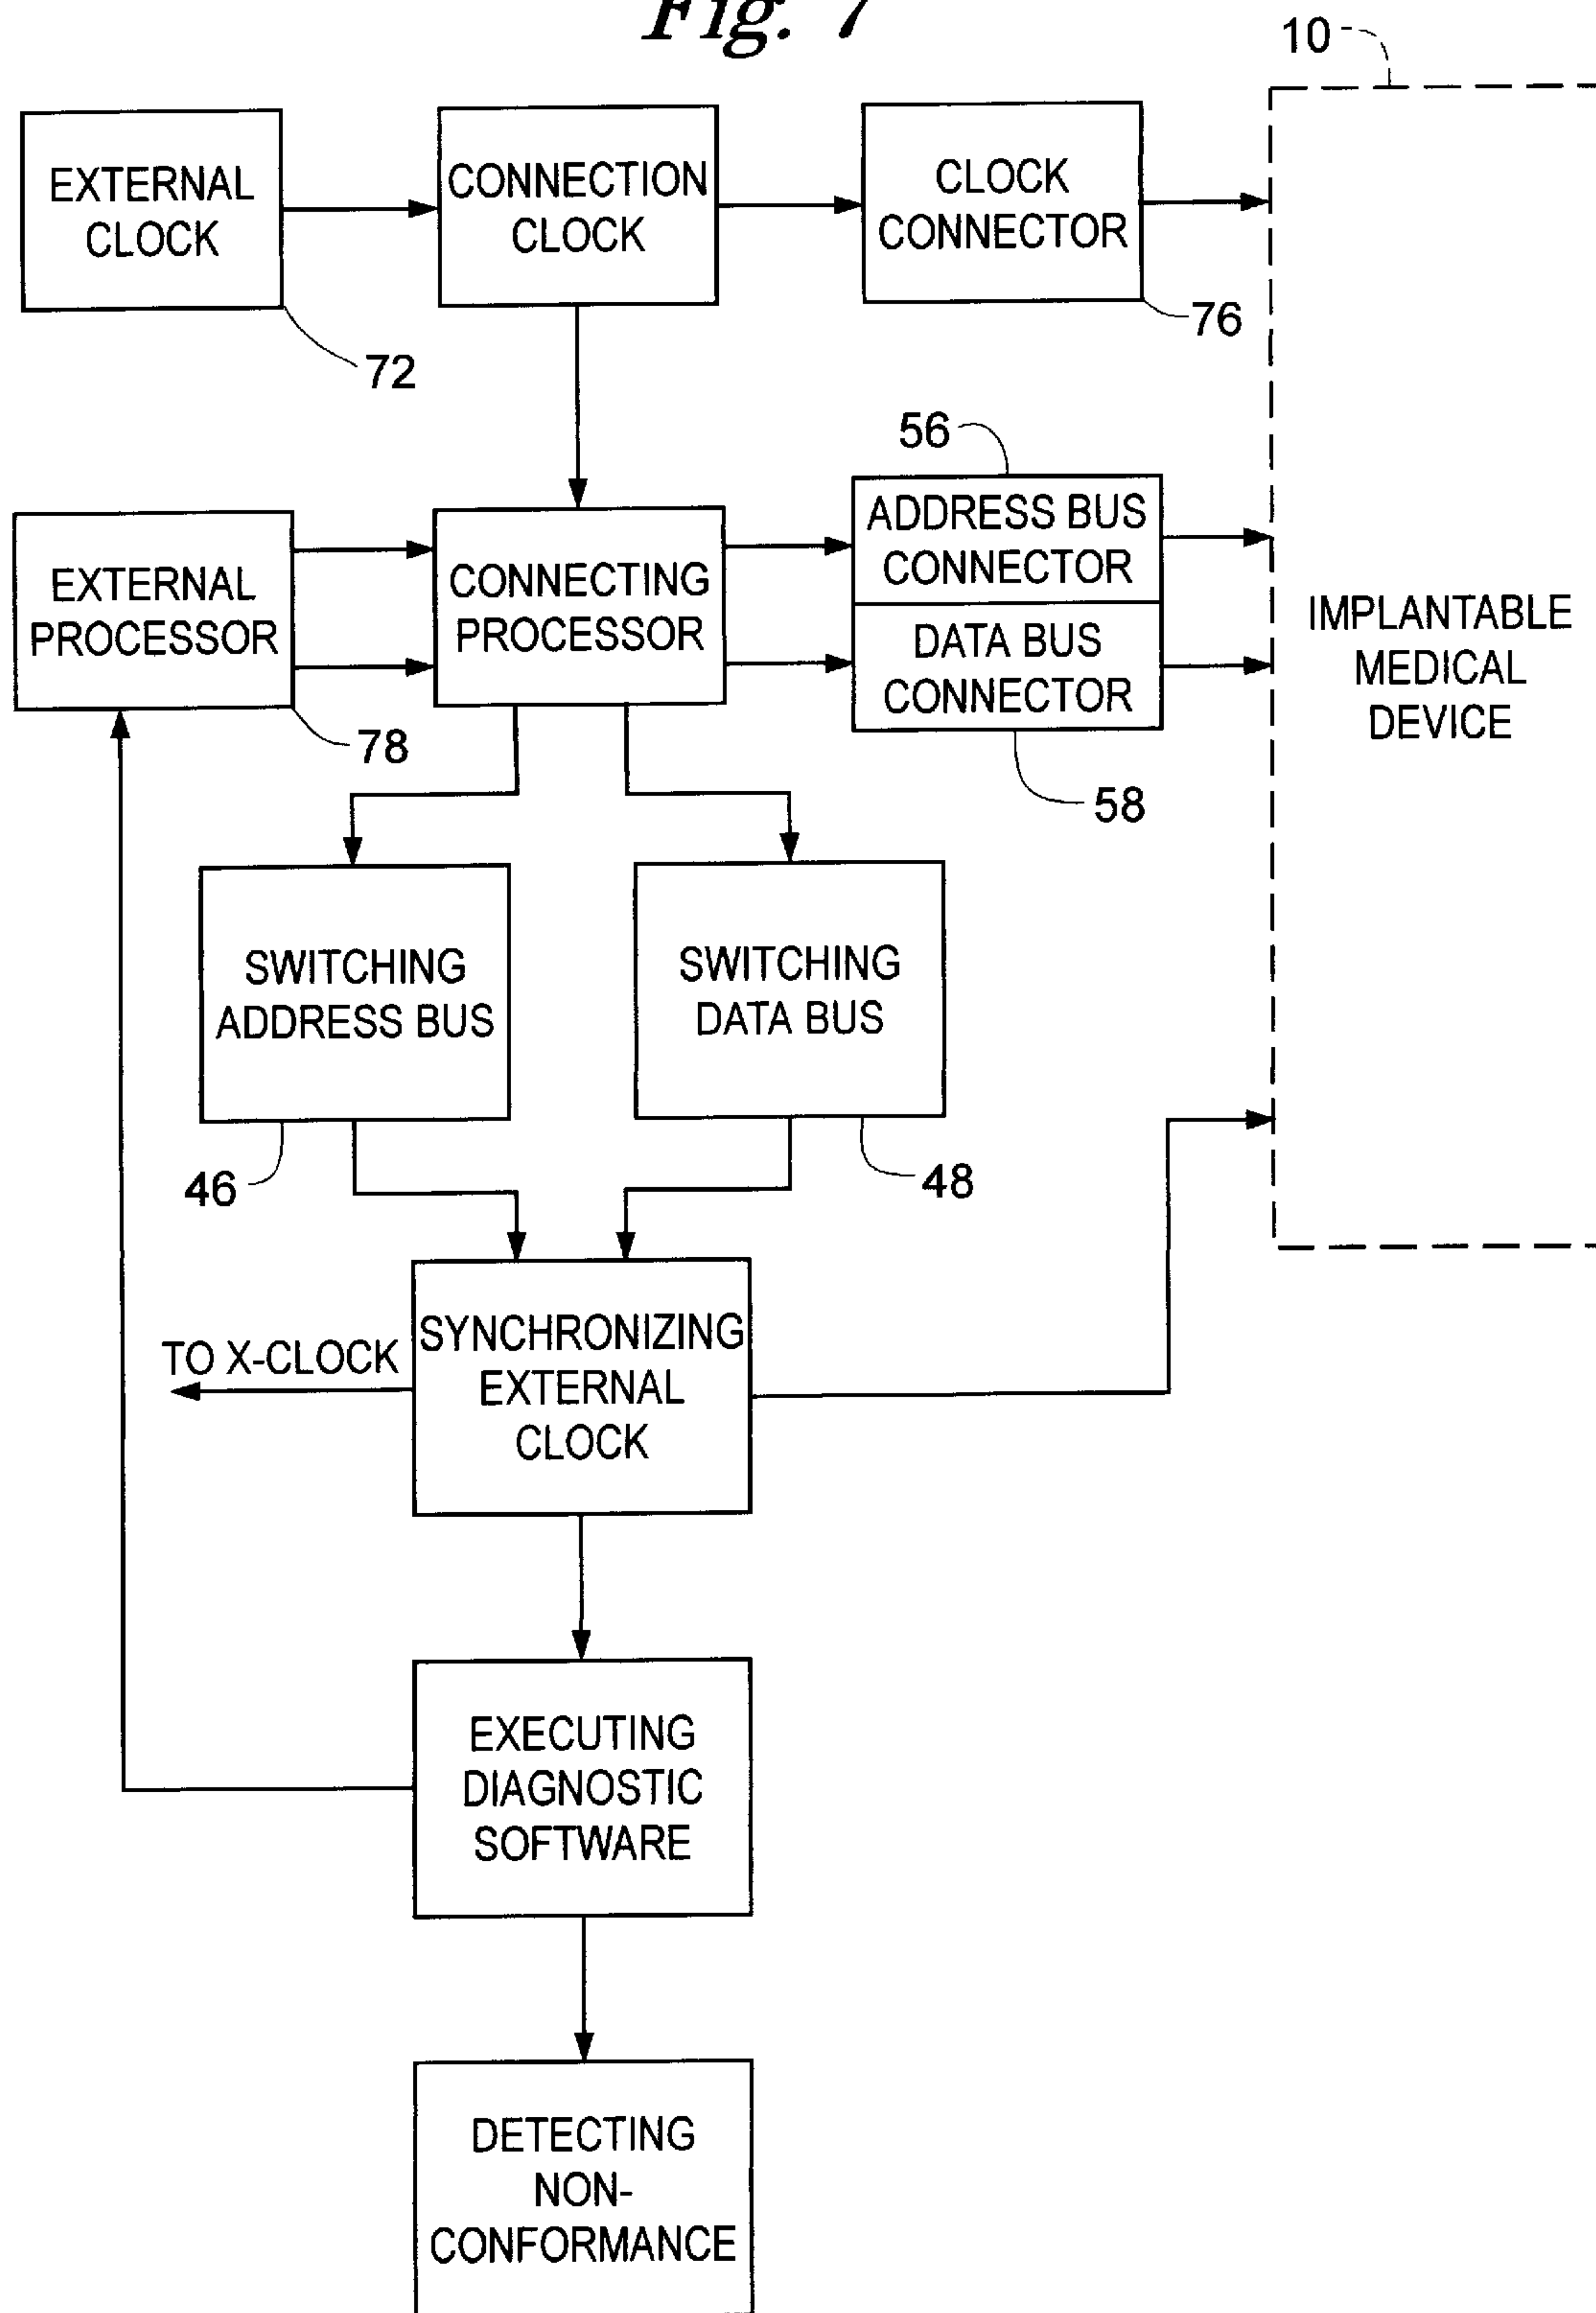 Fig. 7
10
EXTERNAL
CLOCK
CONNECTION
CLOCK
CLOCK
CONNECTOR
72
76
56
EXTERNAL
PROCESSOR
CONNECTING
PROCESSOR
ADDRESS BUS
CONNECTOR
DATA BUS
CONNECTOR
IMPLANTABLE
MEDICAL
DEVICE
78
58
SWITCHING
ADDRESS BUS
SWITCHING
DATA BUS
46
48
TO X-CLOCK
SYNCHRONIZING
EXTERNAL
CLOCK
EXECUTING
DIAGNOSTIC
SOFTWARE
DETECTING
NON-
CONFORMANCE